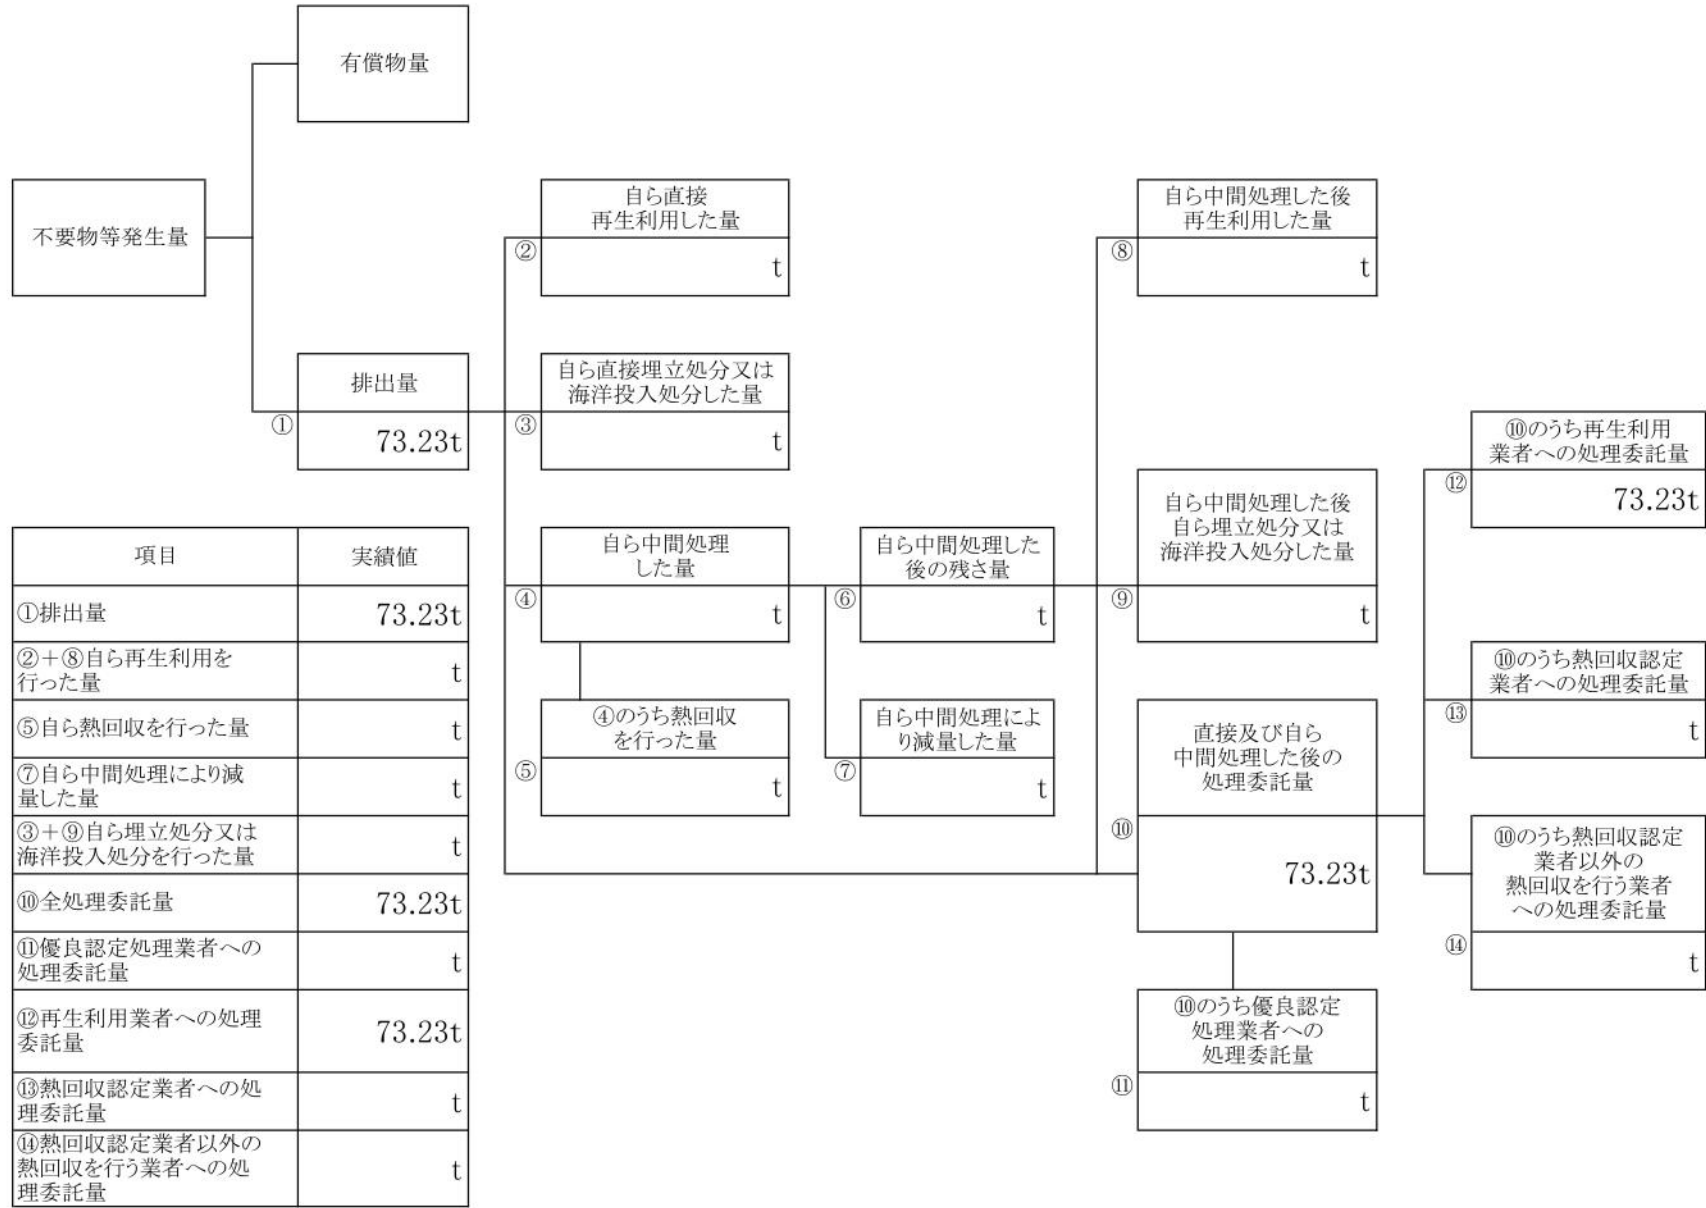 有償物量
不要物等発生量
自ら直接
再生利用した量
②
t
自ら中間処理した後
再生利用した量
⑧
t
排出量
①
73.23t
自ら直接埋立処分又は
海洋投入処分した量
③
t
自ら中間処理
した量
④
t
自ら中間処理した
後の残さ量
⑥
t
自ら中間処理した後
自ら埋立処分又は
海洋投入処分した量
⑨
t
④のうち熱回収
を行った量
⑤
t
自ら中間処理によ
り減量した量
⑦
t
直接及び自ら
中間処理した後の
処理委託量
⑩
73.23t
⑩のうち優良認定
処理業者への
処理委託量
⑪
t
⑩のうち再生利用
業者への処理委託量
⑫
73.23t
⑩のうち熱回収認定
業者への処理委託量
⑬
t
⑩のうち熱回収認定
業者以外の
熱回収を行う業者
への処理委託量
⑭
t
項目 実績値
①排出量 73.23t
②＋⑧自ら再生利用を
行った量 t
⑤自ら熱回収を行った量 t
⑦自ら中間処理により減
量した量 t
③＋⑨自ら埋立処分又は
海洋投入処分を行った量 t
⑩全処理委託量 73.23t
⑪優良認定処理業者への
処理委託量 t
⑫再生利用業者への処理
委託量 73.23t
⑬熱回収認定業者への処
理委託量 t
⑭熱回収認定業者以外の
熱回収を行う業者への処
理委託量 t